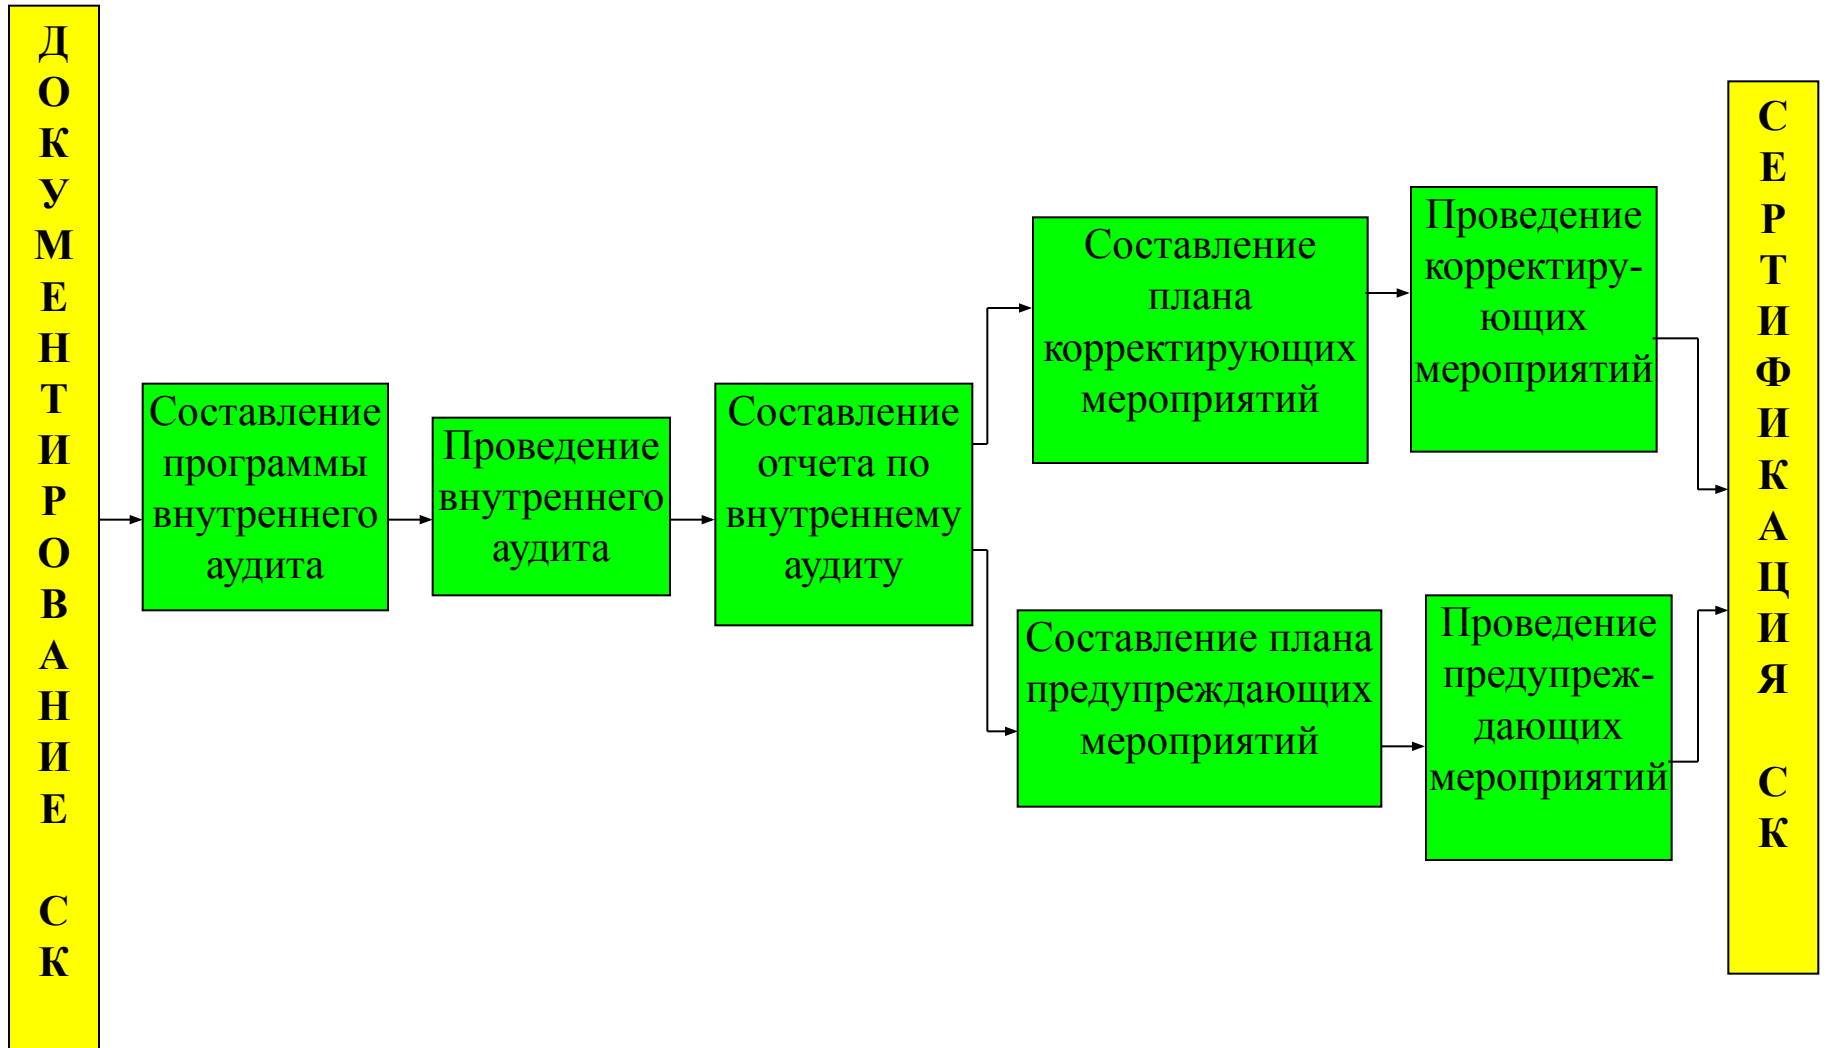 Д
О
К
У
М
Е
Н
Т
И
Р
О
В
А
Н
И
Е
С
К
Составление
программы
внутреннего
аудита
Проведение
внутреннего
аудита
Составление
отчета по
внутреннему
аудиту
Составление
плана
корректирующих
мероприятий
Проведение
корректиру-
ющих
мероприятий
Составление плана
предупреждающих
мероприятий
Проведение
предупреж-
дающих
мероприятий
С
Е
Р
Т
И
Ф
И
К
А
Ц
И
Я
С
К